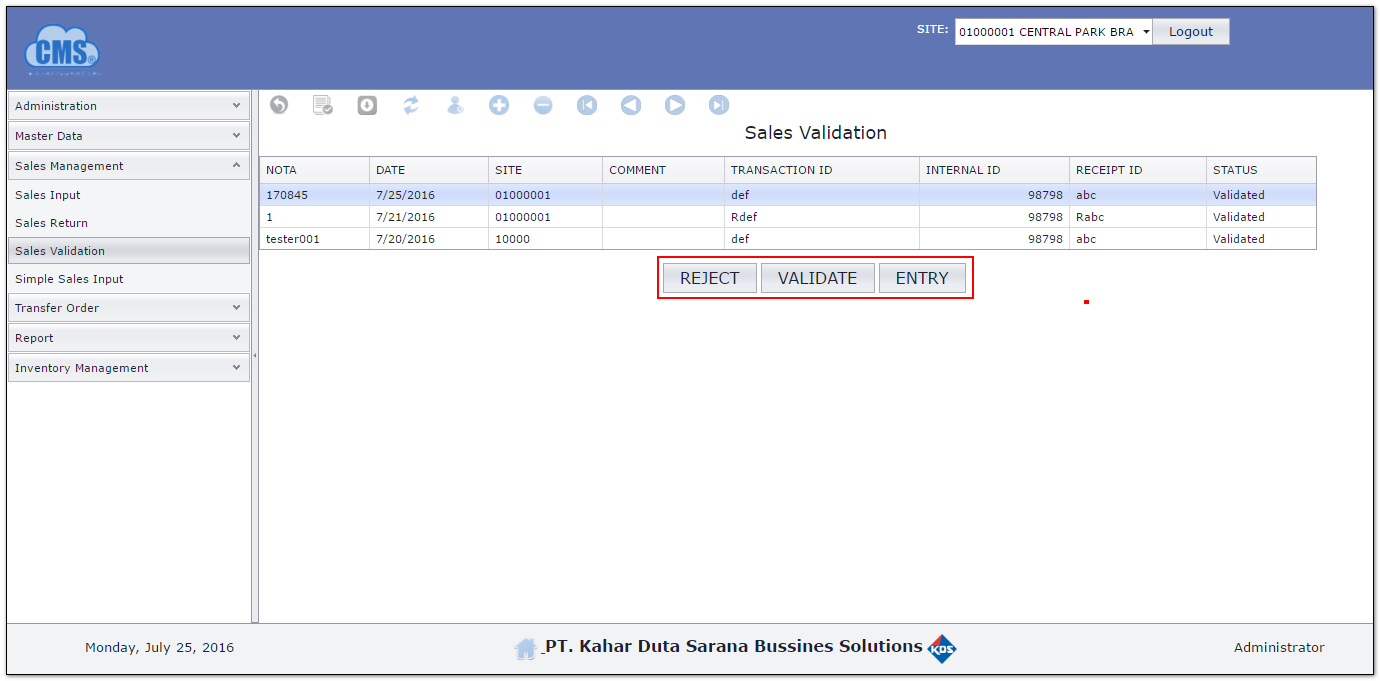 CMS®
SITE: 01000001 CENTRAL PARK BRA Logout
Administration
Master Data
Sales Management
Sales Input
Sales Return
Sales Validation
Simple Sales Input
Transfer Order
Report
Inventory Management
Sales Validation
NOTA DATE SITE COMMENT TRANSACTION ID INTERNAL ID RECEIPT ID STATUS
170845 7/25/2016 01000001 def 98798 abc Validated
1 7/21/2016 01000001 Rdef 98798 Rabc Validated
tester001 7/20/2016 10000 def 98798 abc Validated
REJECT VALIDATE ENTRY
Monday, July 25, 2016 PT. Kahar Duta Sarana Bussines Solutions KDS Administrator